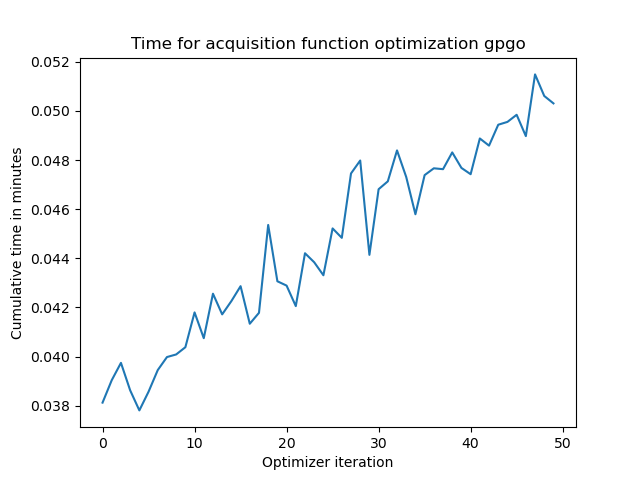 Time for acquisition function optimization gpgo
0.052
0.050
0.048
0.046
0.044
0.042
0.040
0.038
Cumulative time in minutes
0 10 20 30 40 50
Optimizer iteration